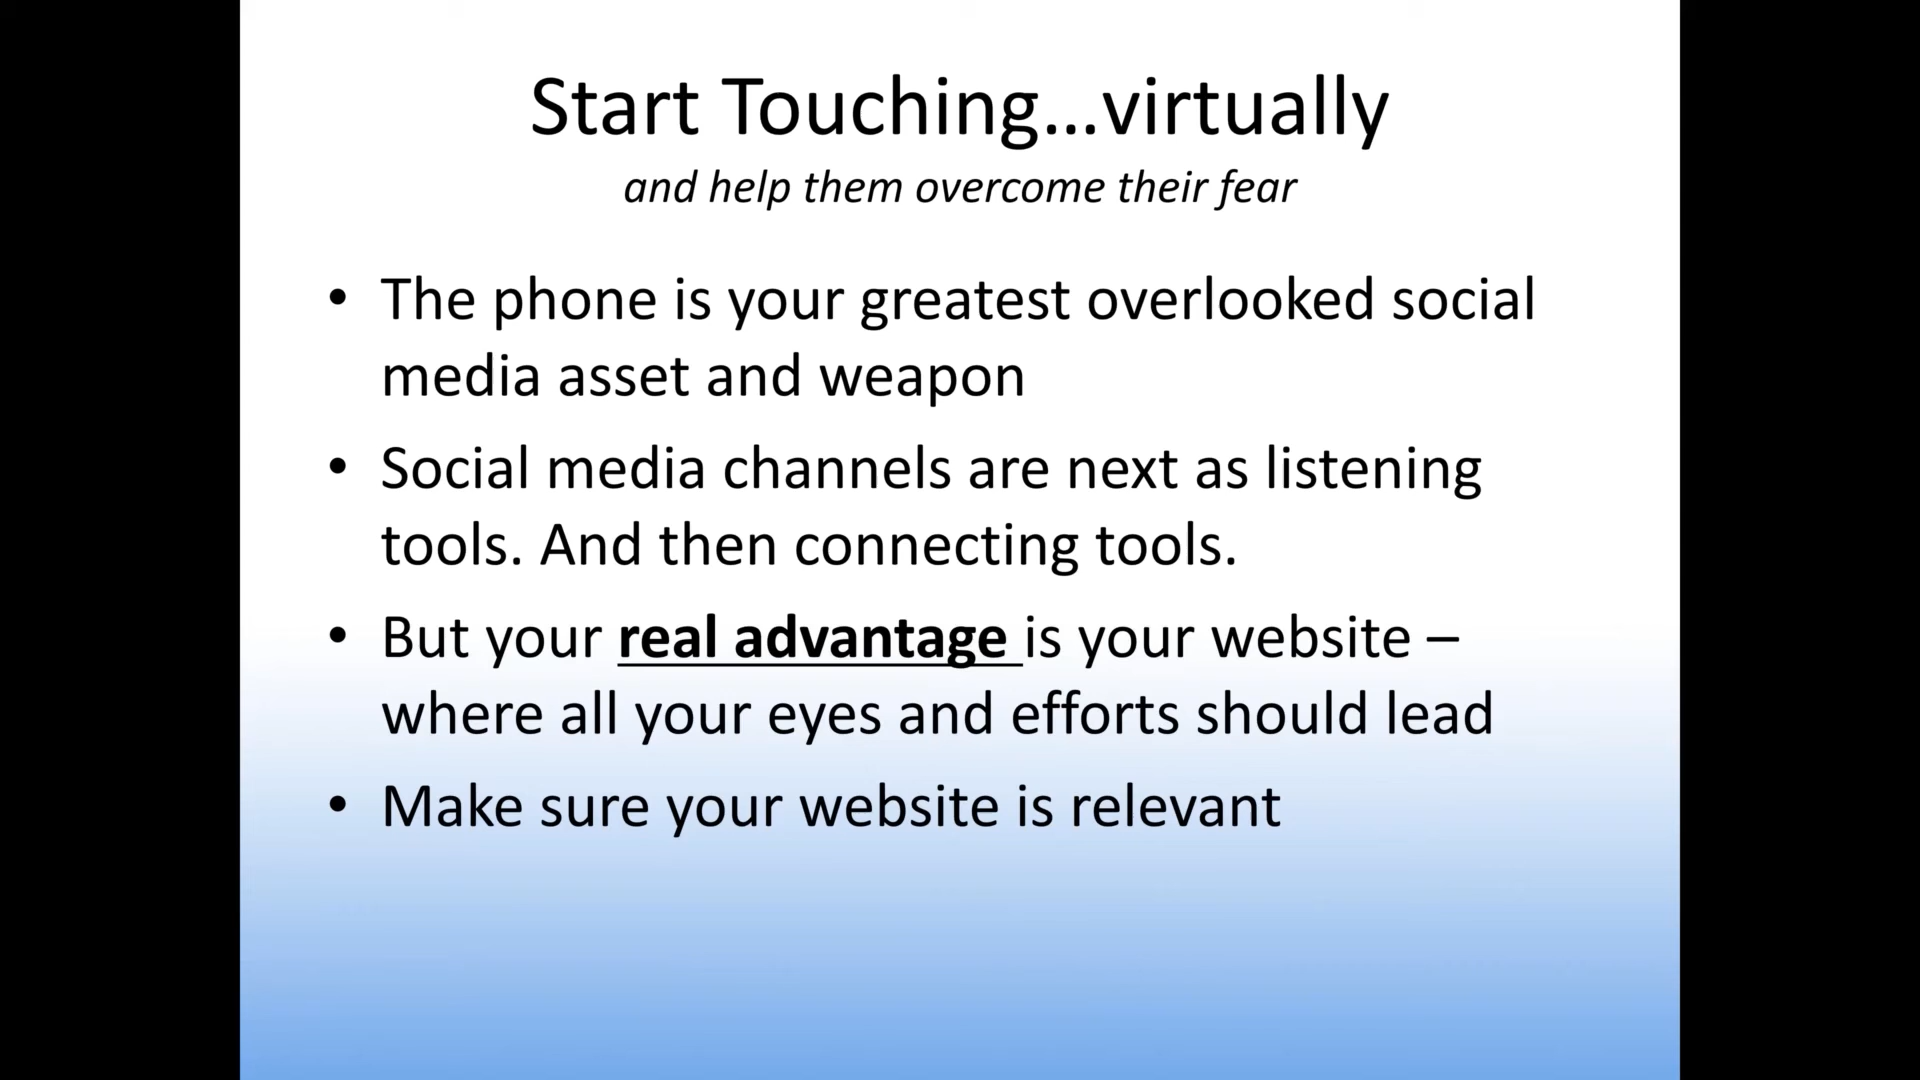 Start Touching...virtually
and help them overcome their fear
• The phone is your greatest overlooked social
media asset and weapon
• Social media channels are next as listening
tools. And then connecting tools.
• But your real advantage is your website –
where all your eyes and efforts should lead
• Make sure your website is relevant